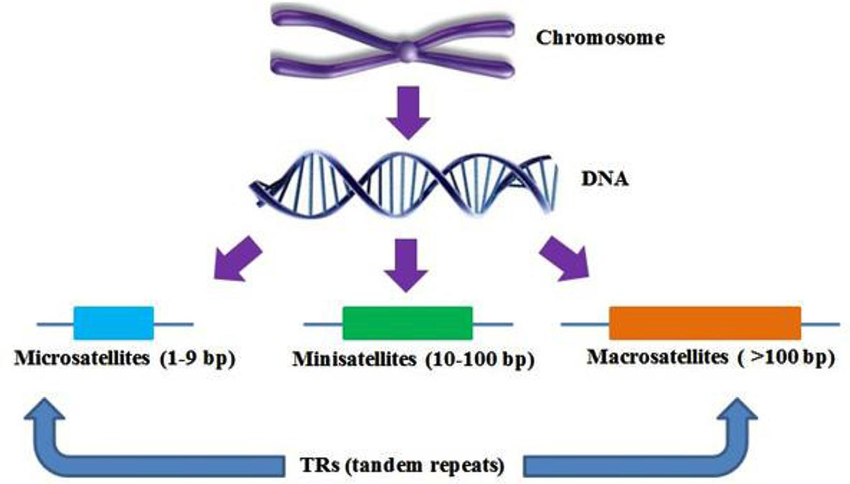 Chromosome
DNA
Microsatellites (1-9 bp)
Minisatellites (10-100 bp)
Macrosatellites ( >100 bp)
TRs (tandem repeats)